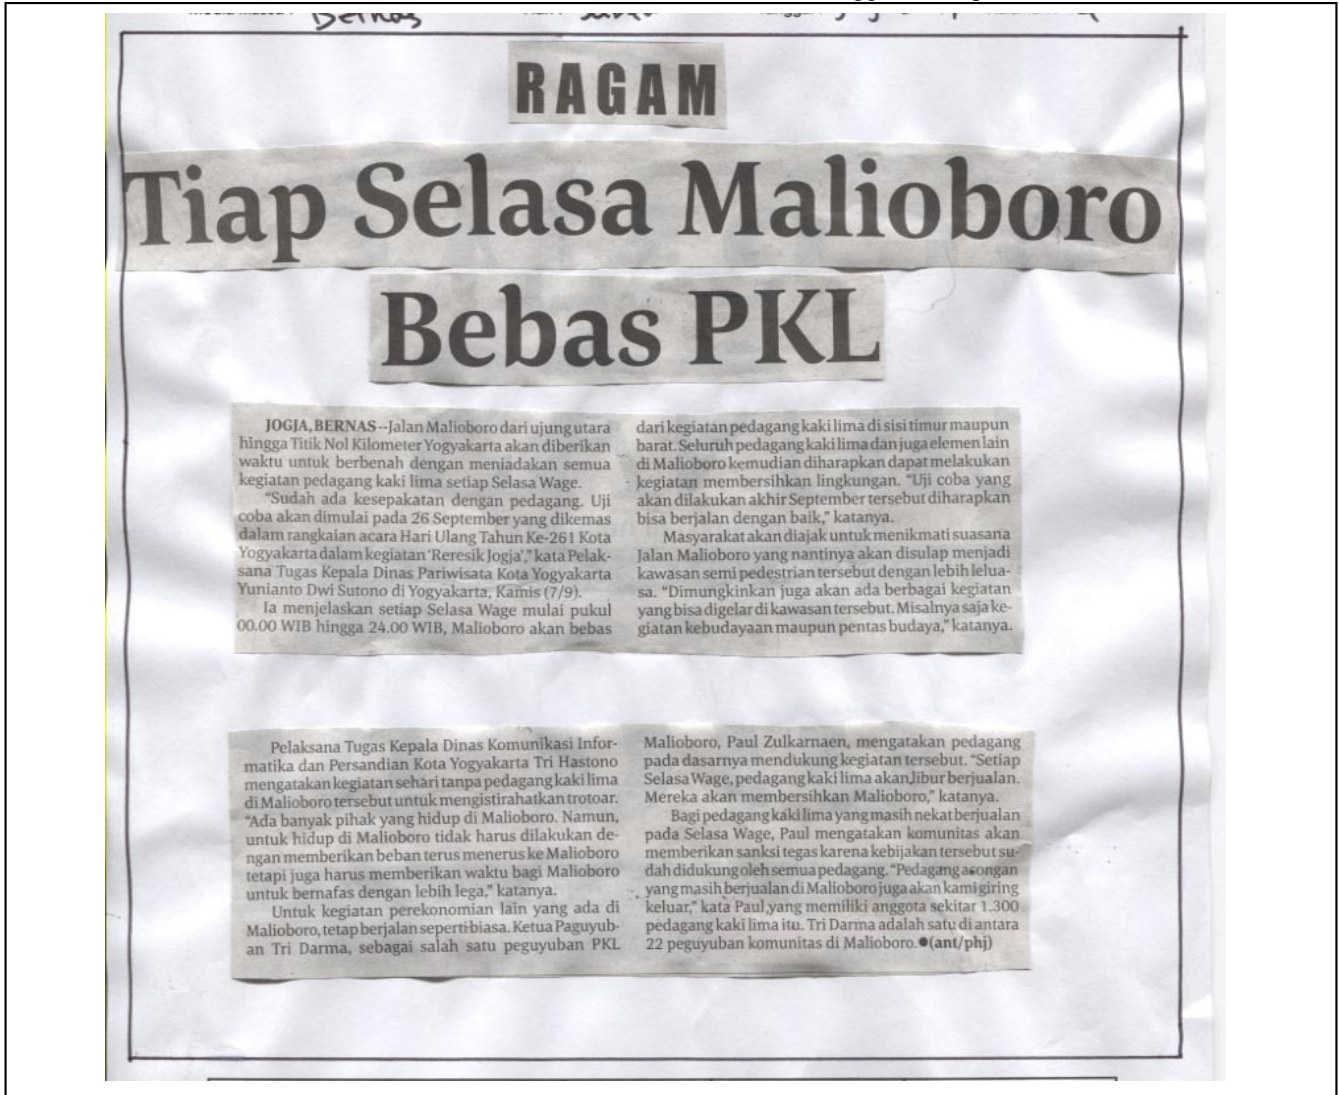 Bernas
RAGAM
Tiap Selasa Malioboro
Bebas PKL
JOGJA, BERNAS--Jalan Malioboro dari ujung utara
hingga Titik Nol Kilometer Yogyakarta akan diberikan
waktu untuk berbenah dengan meniadakan semua
kegiatan pedagang kaki lima setiap Selasa Wage.
"Sudah ada kesepakatan dengan pedagang. Uji
coba akan dimulai pada 26 September yang dikemas
dalam rangkaian acara Hari Ulang Tahun Ke-261 Kota
Yogyakarta dalam kegiatan 'Reresik Jogja'," kata Pelak-
sana Tugas Kepala Dinas Pariwisata Kota Yogyakarta
Yunianto Dwi Sutono di Yogyakarta, Kamis (7/9).
Ia menjelaskan setiap Selasa Wage mulai pukul
00.00 WIB hingga 24.00 WIB, Malioboro akan bebas
dari kegiatan pedagang kaki lima di sisi timur maupun
barat. Seluruh pedagang kaki lima dan juga elemen lain
di Malioboro kemudian diharapkan dapat melakukan
kegiatan membersihkan lingkungan. "Uji coba yang
akan dilakukan akhir September tersebut diharapkan
bisa berjalan dengan baik," katanya.
Masyarakat akan diajak untuk menikmati suasana
Jalan Malioboro yang nantinya akan disulap menjadi
kawasan semi pedestrian tersebut dengan lebih lelua-
sa. "Dimungkinkan juga akan ada berbagai kegiatan
yang bisa digelar di kawasan tersebut. Misalnya saja ke-
giatan kebudayaan maupun pentas budaya," katanya.
Pelaksana Tugas Kepala Dinas Komunikasi Infor-
matika dan Persandian Kota Yogyakarta Tri Hastono
mengatakan kegiatan sehari tanpa pedagang kaki lima
di Malioboro tersebut untuk mengistirahatkan trotoar.
"Ada banyak pihak yang hidup di Malioboro. Namun,
untuk hidup di Malioboro tidak harus dilakukan de-
ngan memberikan beban terus menerus ke Malioboro
tetapi juga harus memberikan waktu bagi Malioboro
untuk bernafas dengan lebih lega," katanya.
Untuk kegiatan perekonomian lain yang ada di
Malioboro, tetap berjalan seperti biasa. Ketua Paguyub-
an Tri Darma, sebagai salah satu peguyuban PKL
Malioboro, Paul Zulkarnaen, mengatakan pedagang
pada dasarnya mendukung kegiatan tersebut. "Setiap
Selasa Wage, pedagang kaki lima akan libur berjualan.
Mereka akan membersihkan Malioboro," katanya.
Bagi pedagang kaki lima yang masih nekat berjualan
pada Selasa Wage, Paul mengatakan komunitas akan
memberikan sanksi tegas karena kebijakan tersebut su-
dah didukung oleh semua pedagang. "Pedagang asongan
yang masih berjualan di Malioboro juga akan kami giring
keluar," kata Paul yang memiliki anggota sekitar 1.300
pedagang kaki lima itu. Tri Darma adalah satu di antara
22 peguyuban komunitas di Malioboro.●(ant/phj)